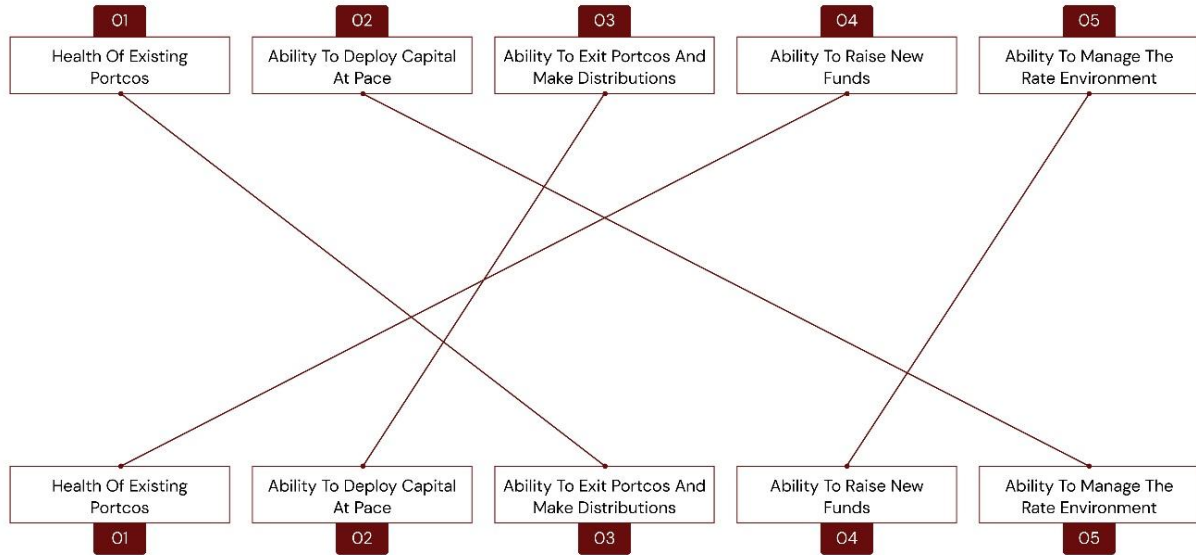 01
02
03
04
05
Health Of Existing
Portcos
Ability To Deploy Capital
At Pace
Ability To Exit Portcos And
Make Distributions
Ability To Raise New
Funds
Ability To Manage The
Rate Environment
Health Of Existing
Portcos
Ability To Deploy Capital
At Pace
Ability To Exit Portcos And
Make Distributions
Ability To Raise New
Funds
Ability To Manage The
Rate Environment
01
02
03
04
05